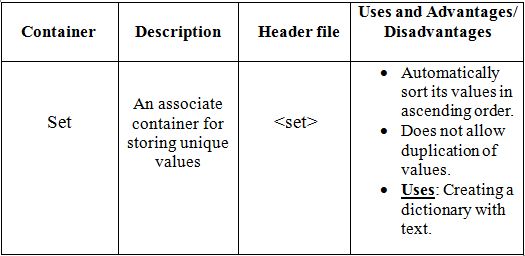 Container
Description
Header file
Uses and Advantages/
Disadvantages
Set
An associate
container for
storing unique
values
<set>
• Automatically
sort its values in
ascending order.
• Does not allow
duplication of
values.
• Uses: Creating a
dictionary with
text.